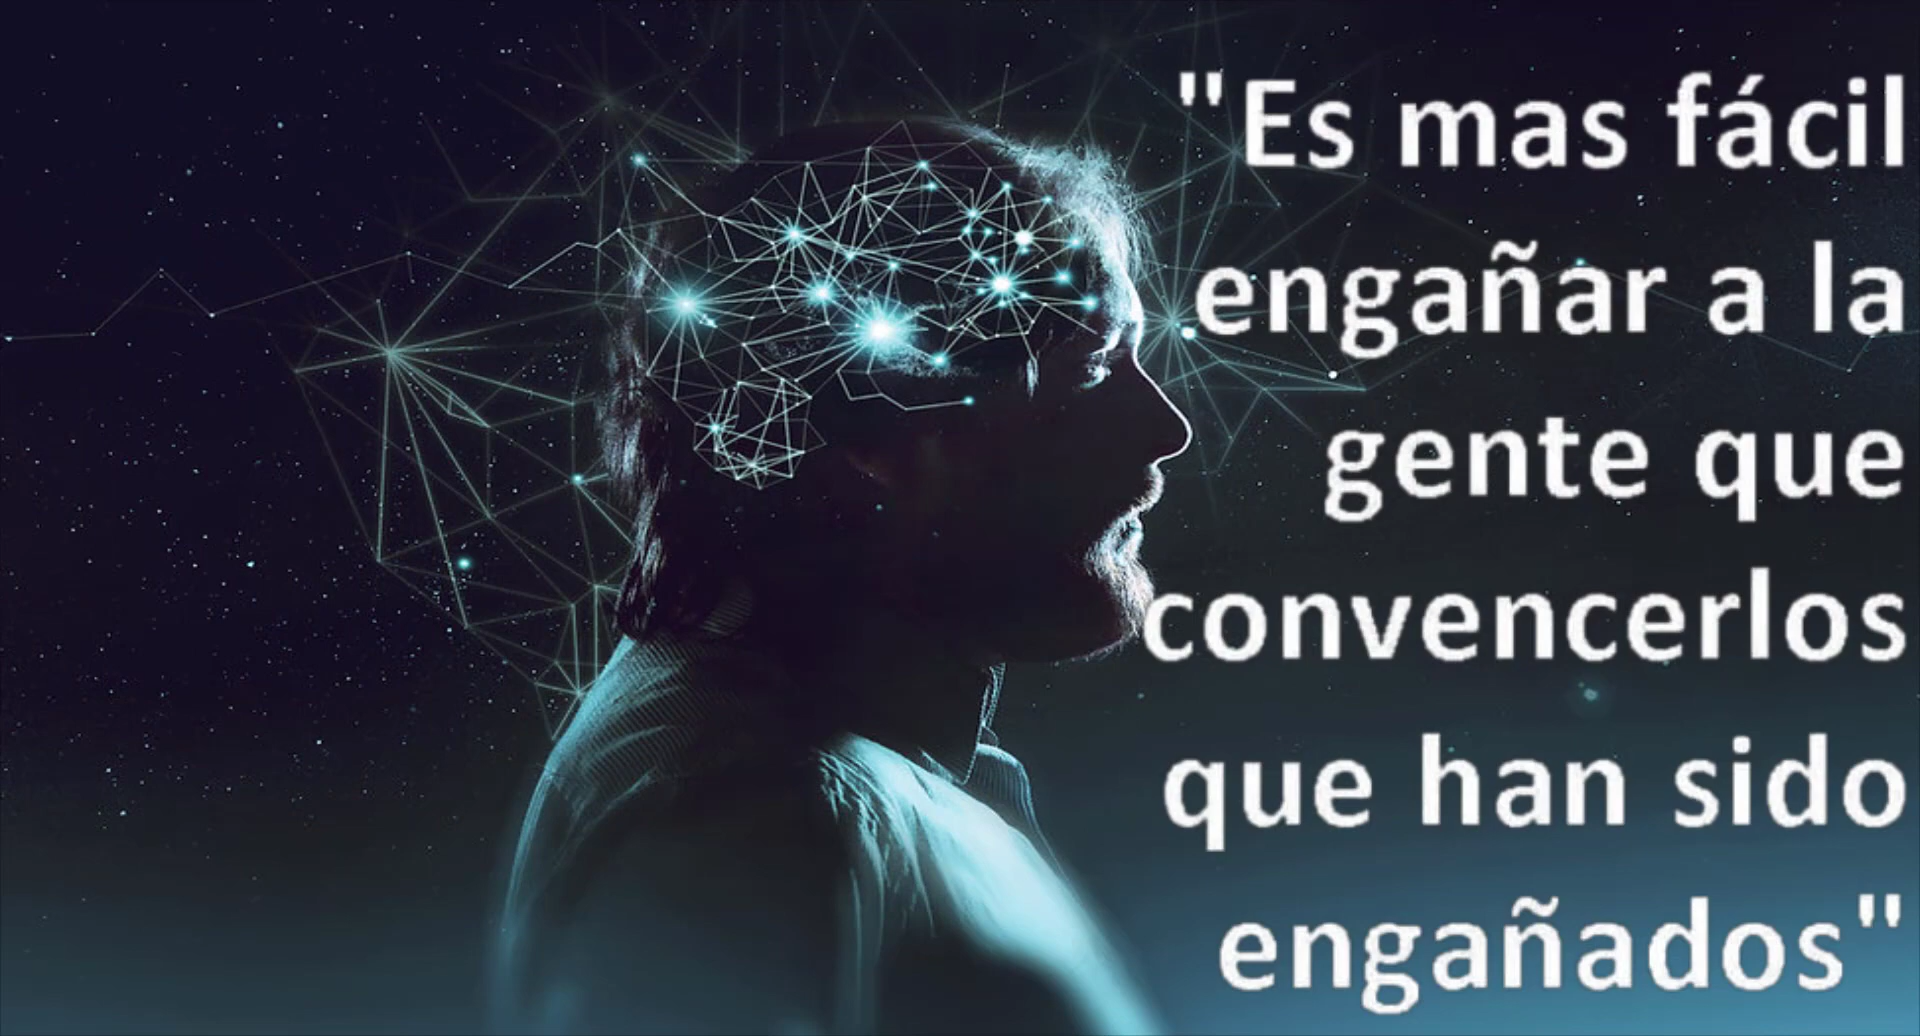 "Es mas fácil
engañar a la
gente que
convencerlos
que han sido
engañados"